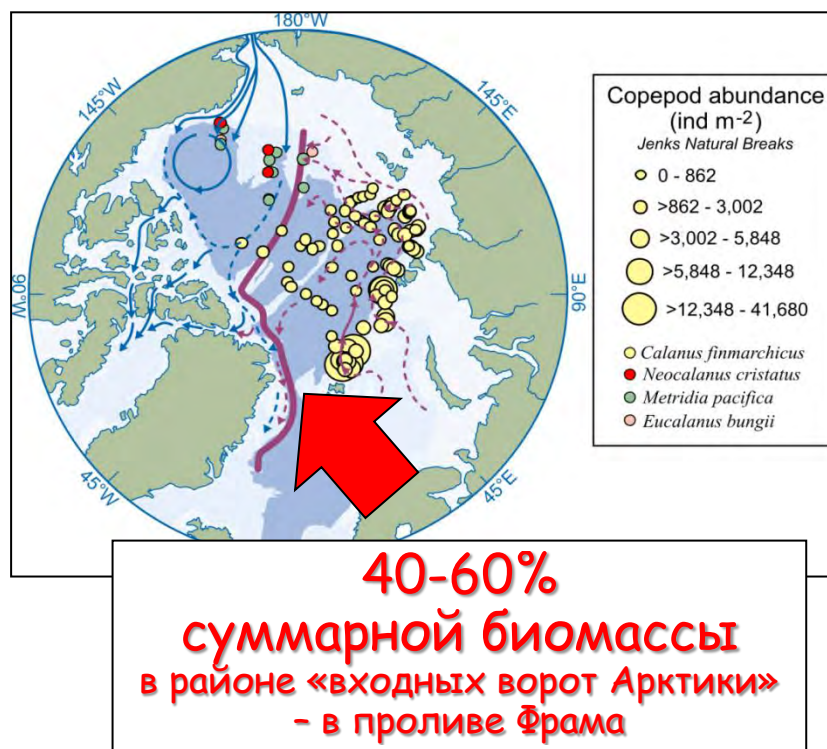 180°W
145°W
145°E
90°W
90°E
45°W
45°E
Copepod abundance
(ind m-2)
Jenks Natural Breaks
0 - 862
>862 - 3,002
>3,002 - 5,848
>5,848 - 12,348
>12,348 - 41,680
Calanus finmarchicus
Neocalanus cristatus
Metridia pacifica
Eucalanus bungii
40-60%
суммарной биомассы
в районе «входных ворот Арктики»
– в проливе Фрама